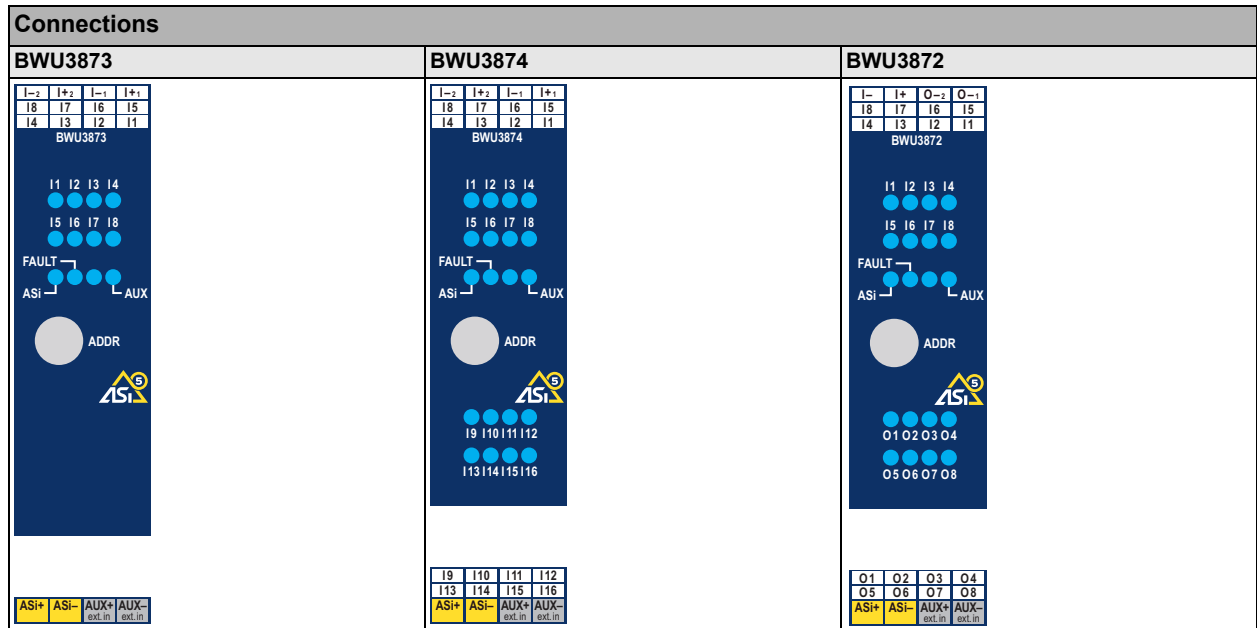 Connections
BWU3873
I–2 I+2 I–1 I+1
I8 I7 I6 I5
I4 I3 I2 I1
BWU3873
I1 I2 I3 I4
I5 I6 I7 I8
FAULT
ASi AUX
ADDR
ASi 5
ASi+ ASi– AUX+ ext.in AUX– ext.in
BWU3874
I–2 I+2 I–1 I+1
I8 I7 I6 I5
I4 I3 I2 I1
BWU3874
I1 I2 I3 I4
I5 I6 I7 I8
FAULT
ASi AUX
ADDR
ASi 5
I9 I10 I11 I12
I13 I14 I15 I16
I9 I10 I11 I12
I13 I14 I15 I16
ASi+ ASi– AUX+ ext.in AUX– ext.in
BWU3872
I– I+ O–2 O–1
I8 I7 I6 I5
I4 I3 I2 I1
BWU3872
I1 I2 I3 I4
I5 I6 I7 I8
FAULT
ASi AUX
ADDR
ASi 5
O1 O2 O3 O4
O5 O6 O7 O8
O1 O2 O3 O4
O5 O6 O7 O8
ASi+ ASi– AUX+ ext.in AUX– ext.in